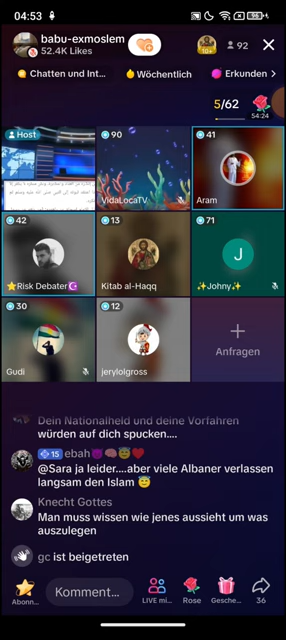 04:53
96
babu-exmoslem
52.4K Likes
10+
92
Chatten und Int...
Wöchentlich
Erkunden >
5/62
54:24
Host
90
41
VidaLocaTV
Aram
42
13
71
⭐Risk Debater☪️
Kitab al-Haqq
✨Johny✨
J
30
12
Gudi
jerylolgross
+
Anfragen
Dein Nationalheld und deine Vorfahren
würden auf dich spucken....
15 ebah😈🧠😇❤️
@Sara ja leider....aber viele Albaner verlassen
langsam den Islam 😇
Knecht Gottes
Man muss wissen wie jenes aussieht um was
auszulegen
gc ist beigetreten
Abonn...
Komment...
LIVE mi...
Rose
Gesche...
36